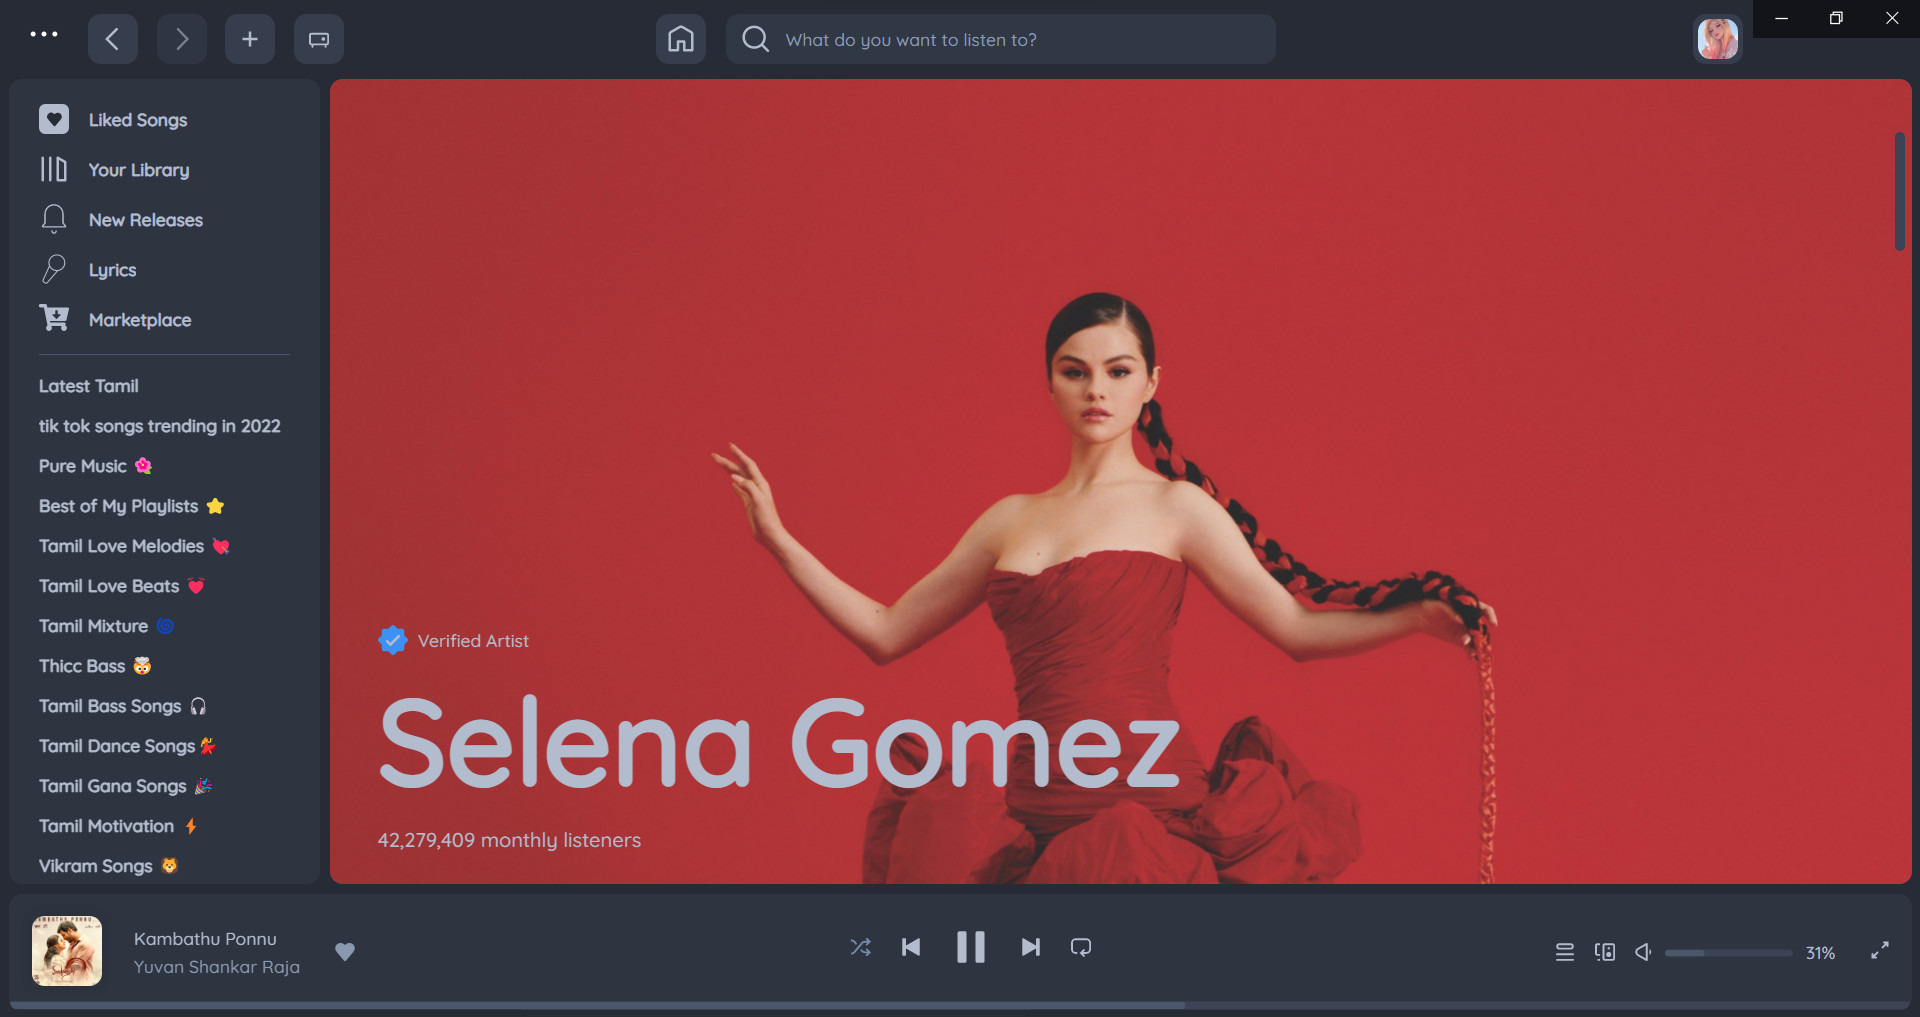 What do you want to listen to?
Liked Songs
Your Library
New Releases
Lyrics
Marketplace
Latest Tamil
tik tok songs trending in 2022
Pure Music 🌺
Best of My Playlists ⭐
Tamil Love Melodies 💘
Tamil Love Beats 💓
Tamil Mixture 🌀
Thicc Bass 🤯
Tamil Bass Songs 🎧
Tamil Dance Songs 💃
Tamil Gana Songs 🎉
Tamil Motivation ⚡
Vikram Songs 🦁
Verified Artist
Selena Gomez
42,279,409 monthly listeners
Kambathu Ponnu
Yuvan Shankar Raja
31%